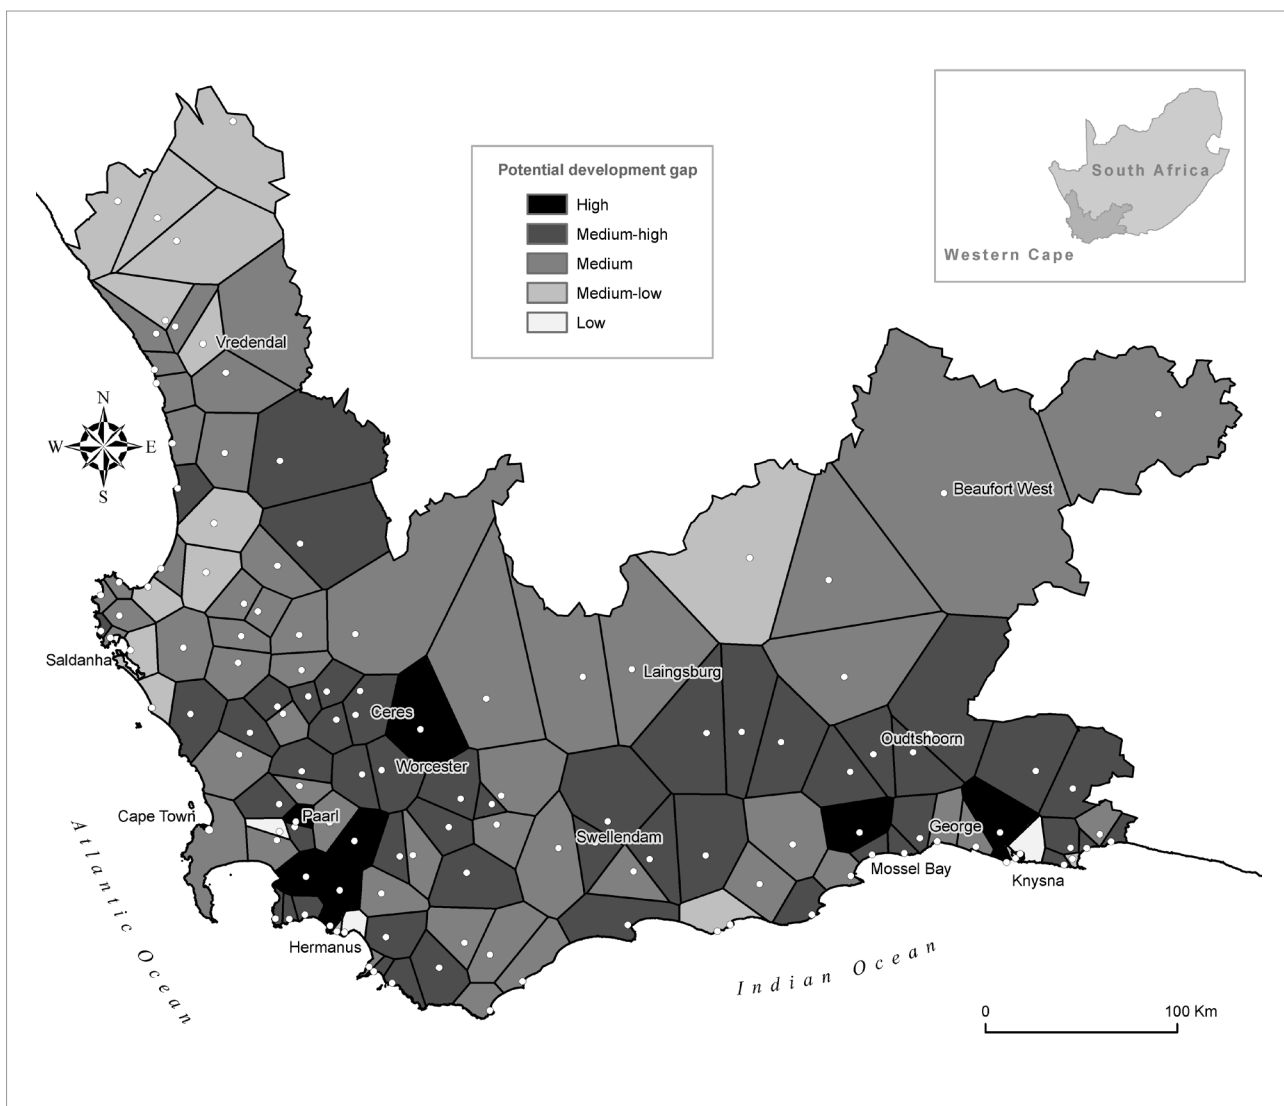 South Africa
Western Cape
Potential development gap
High
Medium-high
Medium
Medium-low
Low
Vredendal
N
W E
S
Beaufort West
Saldanha
Laingsburg
Ceres
Oudtshoorn
Worcester
Cape Town
Paarl
Swellendam
George
Mossel Bay
Knysna
Hermanus
Atlantic Ocean
Indian Ocean
0 100 Km